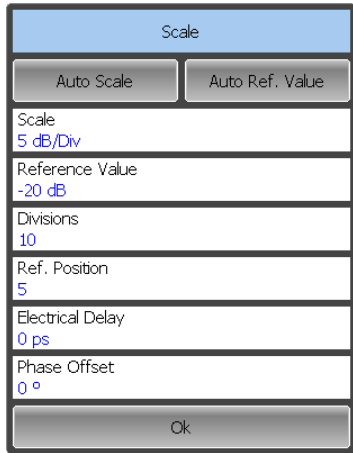 Scale
Auto Scale Auto Ref. Value
Scale
5 dB/Div
Reference Value
-20 dB
Divisions
10
Ref. Position
5
Electrical Delay
0 ps
Phase Offset
0 º
Ok